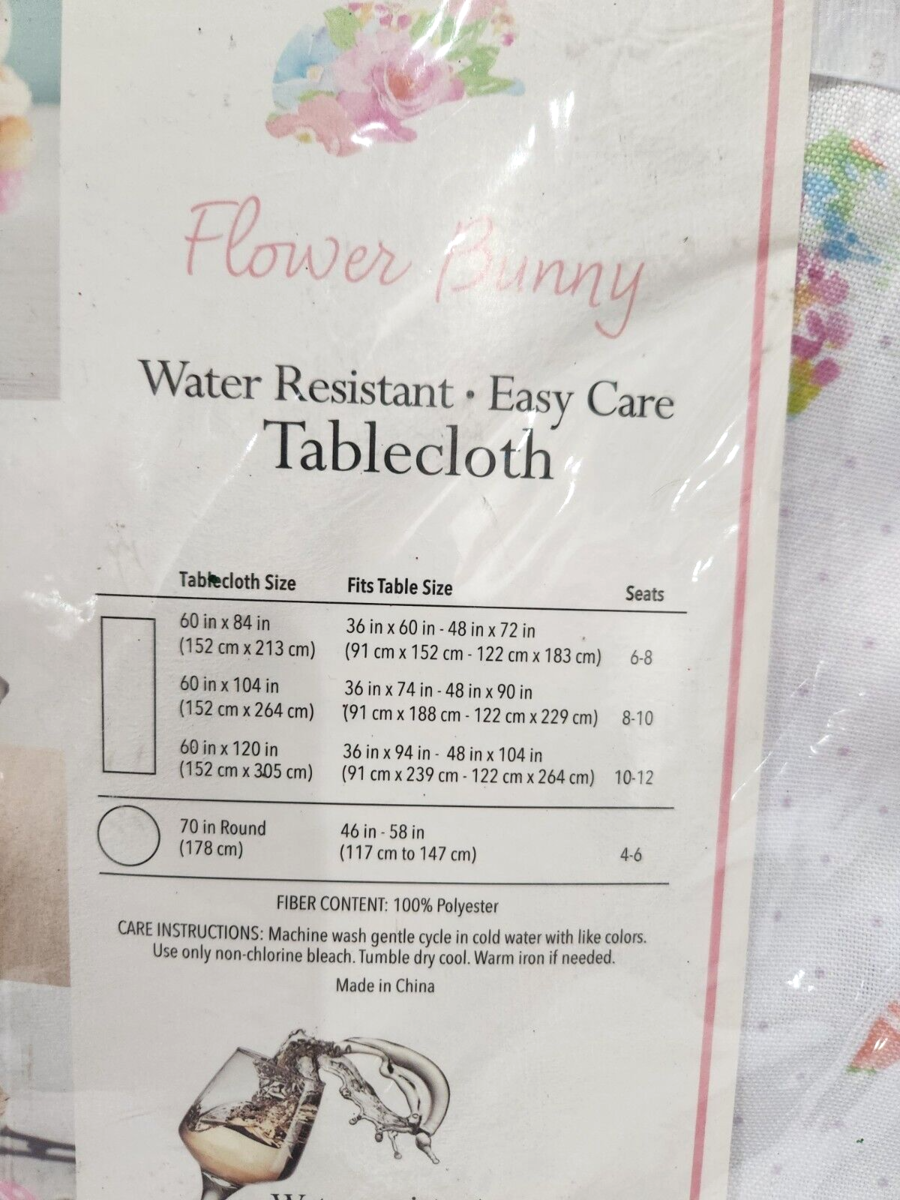 Flower Bunny
Water Resistant • Easy Care
Tablecloth
Tablecloth Size Fits Table Size Seats
60 in x 84 in 36 in x 60 in - 48 in x 72 in
(152 cm x 213 cm) (91 cm x 152 cm - 122 cm x 183 cm) 6-8
60 in x 104 in 36 in x 74 in - 48 in x 90 in
(152 cm x 264 cm) (91 cm x 188 cm - 122 cm x 229 cm) 8-10
60 in x 120 in 36 in x 94 in - 48 in x 104 in
(152 cm x 305 cm) (91 cm x 239 cm - 122 cm x 264 cm) 10-12
70 in Round 46 in - 58 in
(178 cm) (117 cm to 147 cm) 4-6
FIBER CONTENT: 100% Polyester
CARE INSTRUCTIONS: Machine wash gentle cycle in cold water with like colors.
Use only non-chlorine bleach. Tumble dry cool. Warm iron if needed.
Made in China